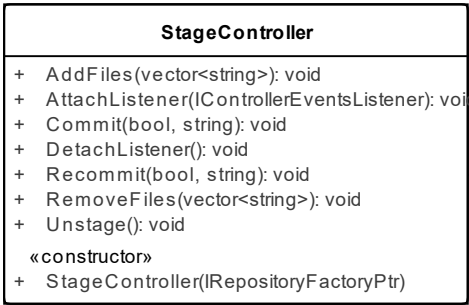 StageController
+ AddFiles(vector<string>): void
+ AttachListener(IControllerEventsListener): voi
+ Commit(bool, string): void
+ DetachListener(): void
+ Recommit(bool, string): void
+ RemoveFiles(vector<string>): void
+ Unstage(): void
«constructor»
+ StageController(IRepositoryFactoryPtr)